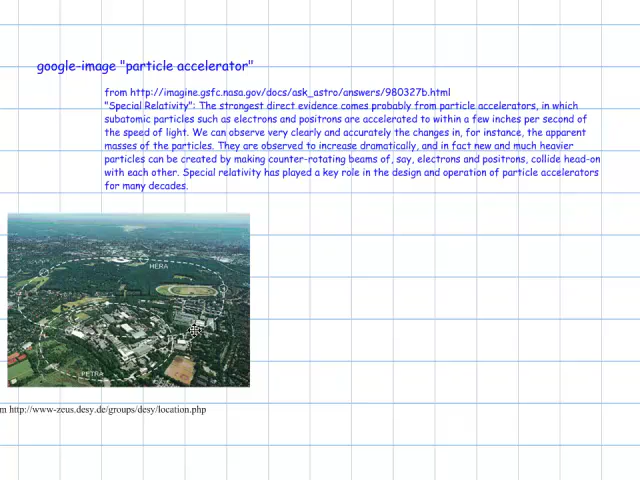 google-image "particle accelerator"
from http://imagine.gsfc.nasa.gov/docs/ask_astro/answers/980327b.html
"Special Relativity": The strongest direct evidence comes probably from particle accelerators, in which
subatomic particles such as electrons and positrons are accelerated to within a few inches per second of
the speed of light. We can observe very clearly and accurately the changes in, for instance, the apparent
masses of the particles. They are observed to increase dramatically, and in fact new and much heavier
particles can be created by making counter-rotating beams of, say, electrons and positrons, collide head-on
with each other. Special relativity has played a key role in the design and operation of particle accelerators
for many decades.
HERA
PETRA
m http://www-zeus.desy.de/groups/desy/location.php